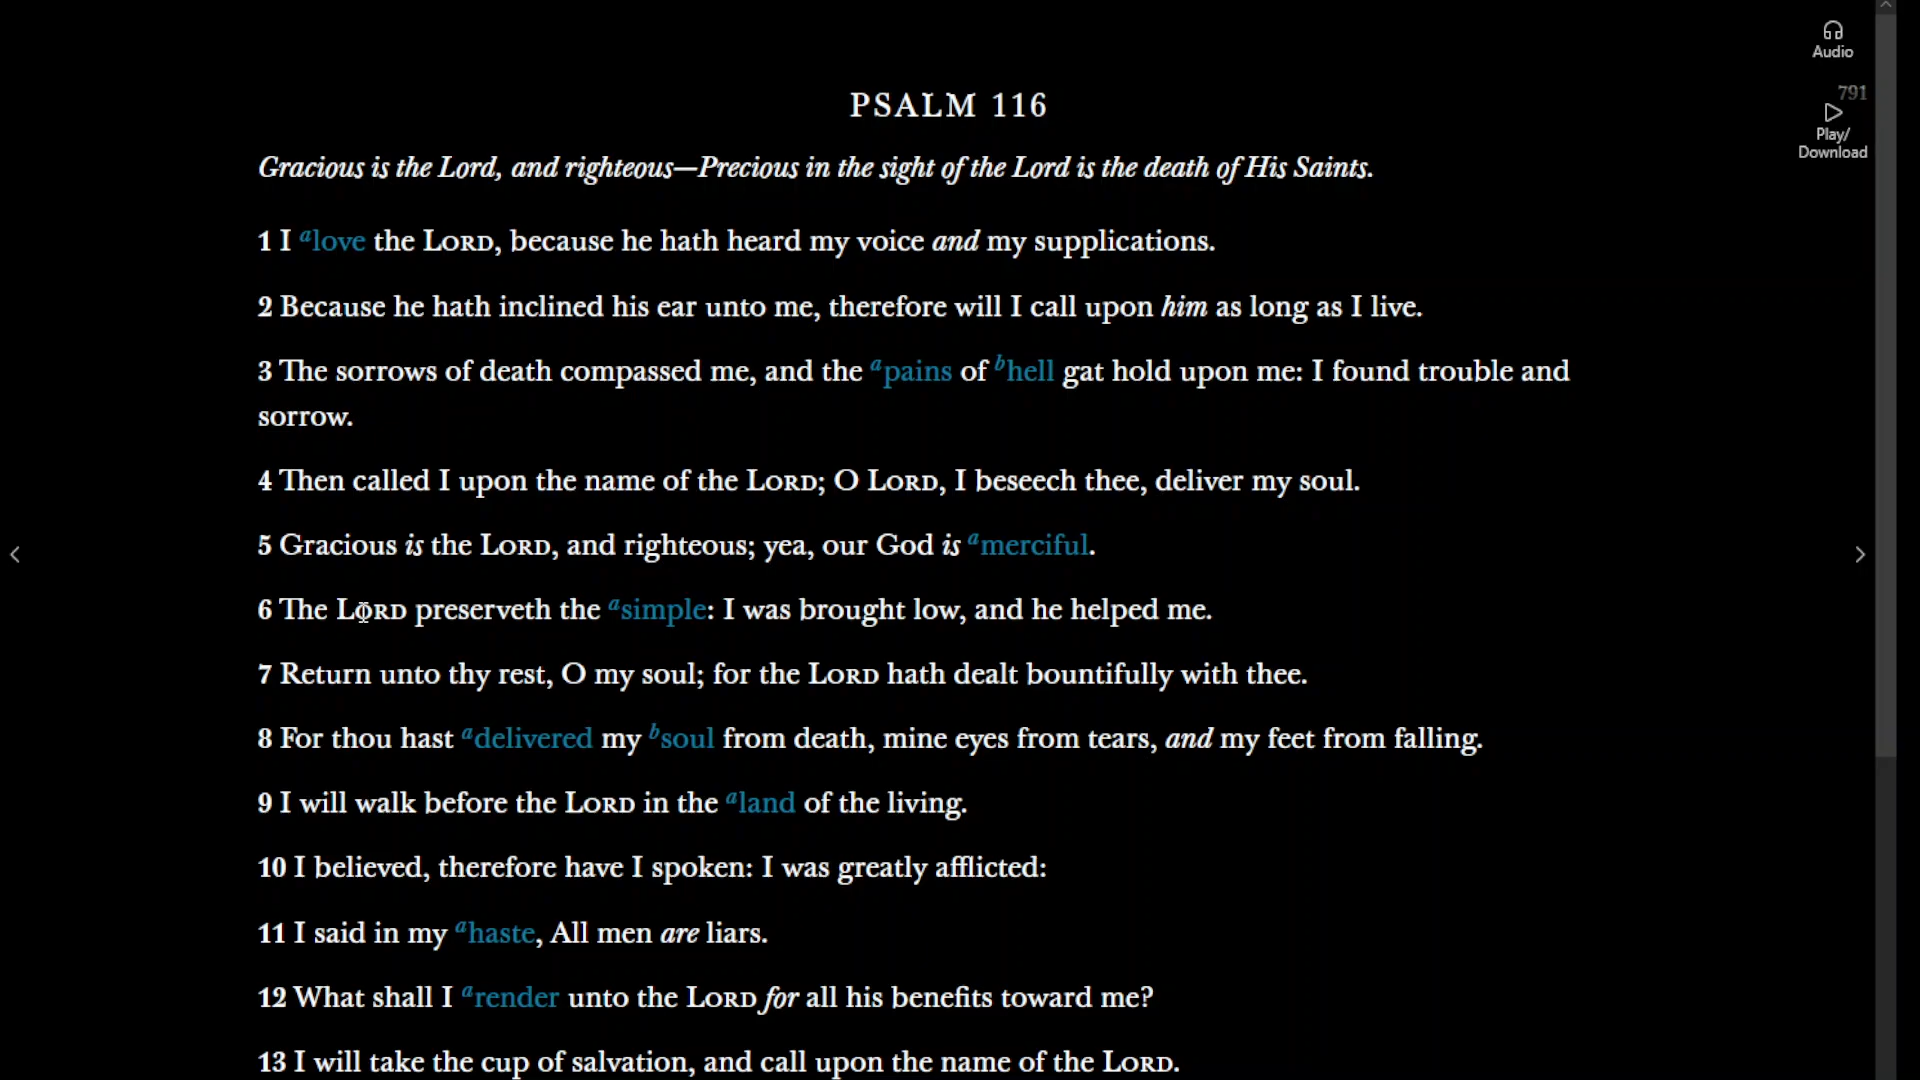 Audio
791
Play/
Download
PSALM 116
Gracious is the Lord, and righteous—Precious in the sight of the Lord is the death of His Saints.
1 I a love the LORD, because he hath heard my voice and my supplications.
2 Because he hath inclined his ear unto me, therefore will I call upon him as long as I live.
3 The sorrows of death compassed me, and the a pains of b hell gat hold upon me: I found trouble and
sorrow.
4 Then called I upon the name of the LORD; O LORD, I beseech thee, deliver my soul.
5 Gracious is the LORD, and righteous; yea, our God is a merciful.
6 The LORD preserveth the a simple: I was brought low, and he helped me.
7 Return unto thy rest, O my soul; for the LORD hath dealt bountifully with thee.
8 For thou hast a delivered my b soul from death, mine eyes from tears, and my feet from falling.
9 I will walk before the LORD in the a land of the living.
10 I believed, therefore have I spoken: I was greatly afflicted:
11 I said in my a haste, All men are liars.
12 What shall I a render unto the LORD for all his benefits toward me?
13 I will take the cup of salvation, and call upon the name of the LORD.